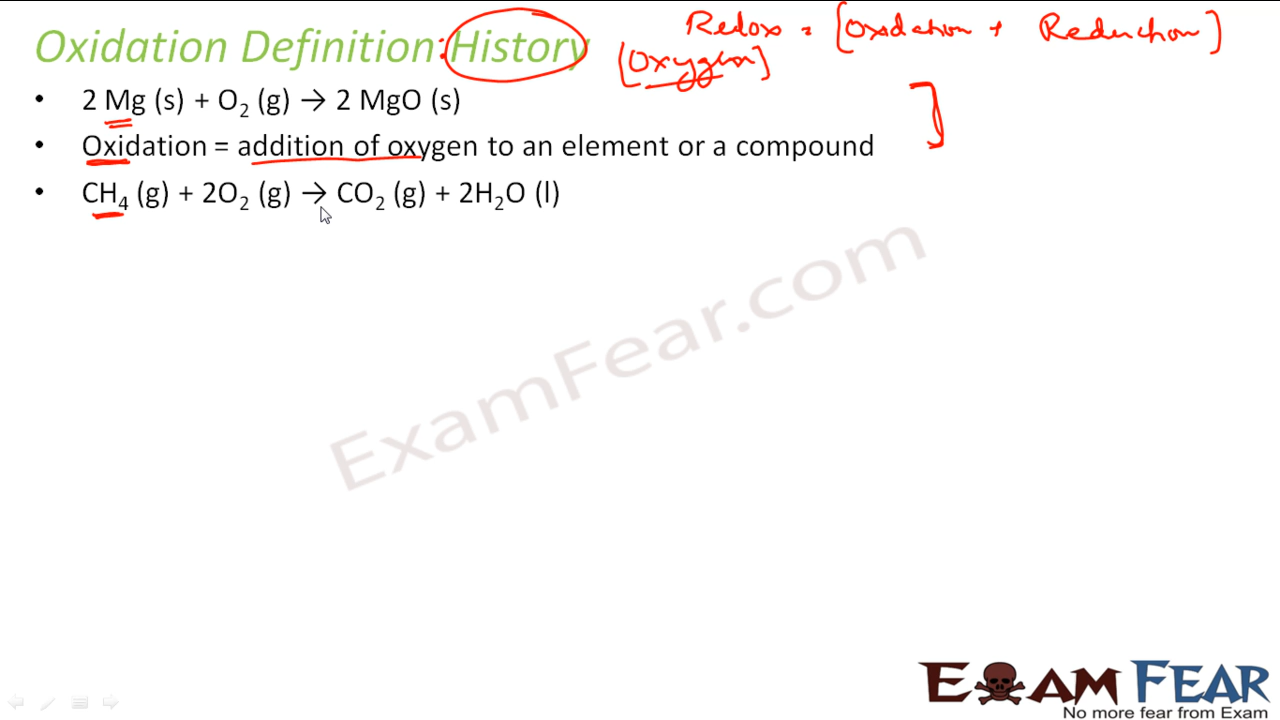 Oxidation Definition: History
Redox = [Oxidation + Reduction]
[Oxygen]
• 2 Mg (s) + O₂ (g) → 2 MgO (s)
• Oxidation = addition of oxygen to an element or a compound
• CH₄ (g) + 2O₂ (g) → CO₂ (g) + 2H₂O (l)
ExamFear.com
EXAM FEAR
No more fear from Exam